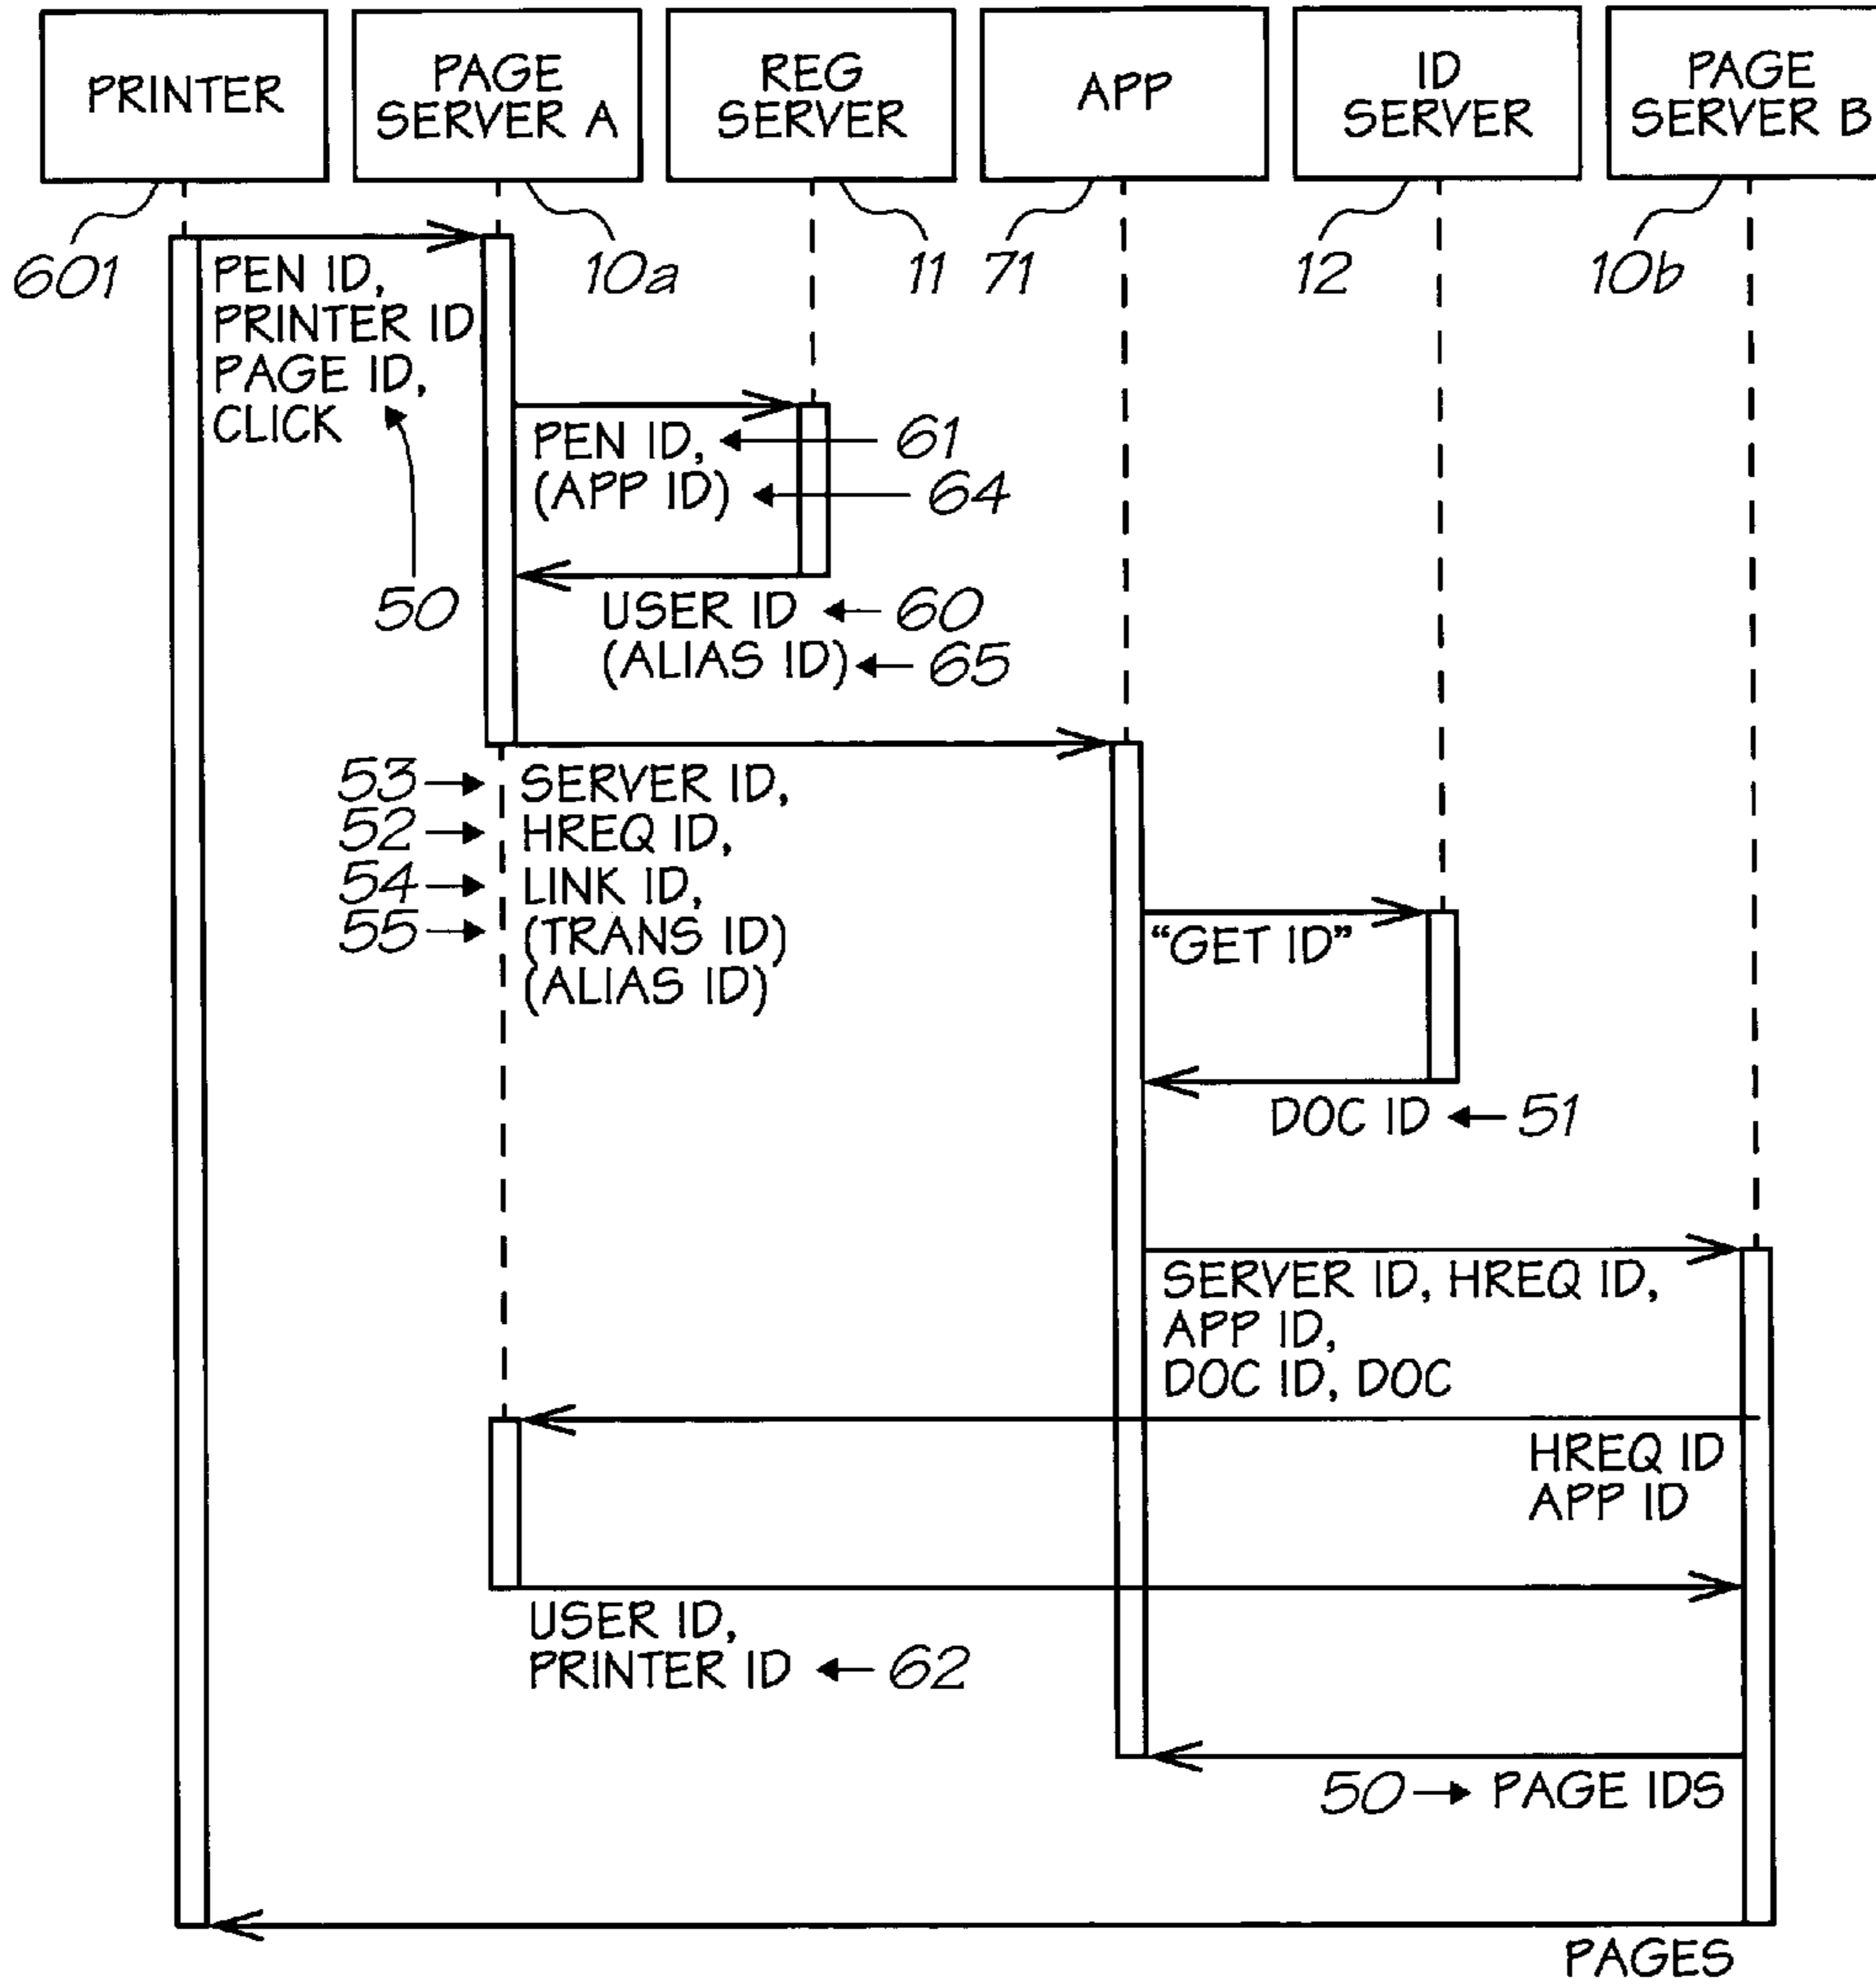 PRINTER
PAGE
SERVER A
REG
SERVER
APP
ID
SERVER
PAGE
SERVER B
601
10a
11
71
12
10b
PEN ID,
PRINTER ID
PAGE ID,
CLICK
50
PEN ID,
61
(APP ID)
64
USER ID
60
(ALIAS ID)
65
53
SERVER ID,
52
HREQ ID,
54
LINK ID,
55
(TRANS ID)
(ALIAS ID)
“GET ID”
DOC ID
51
SERVER ID, HREQ ID,
APP ID,
DOC ID, DOC
HREQ ID
APP ID
USER ID,
PRINTER ID
62
50
PAGE IDS
PAGES